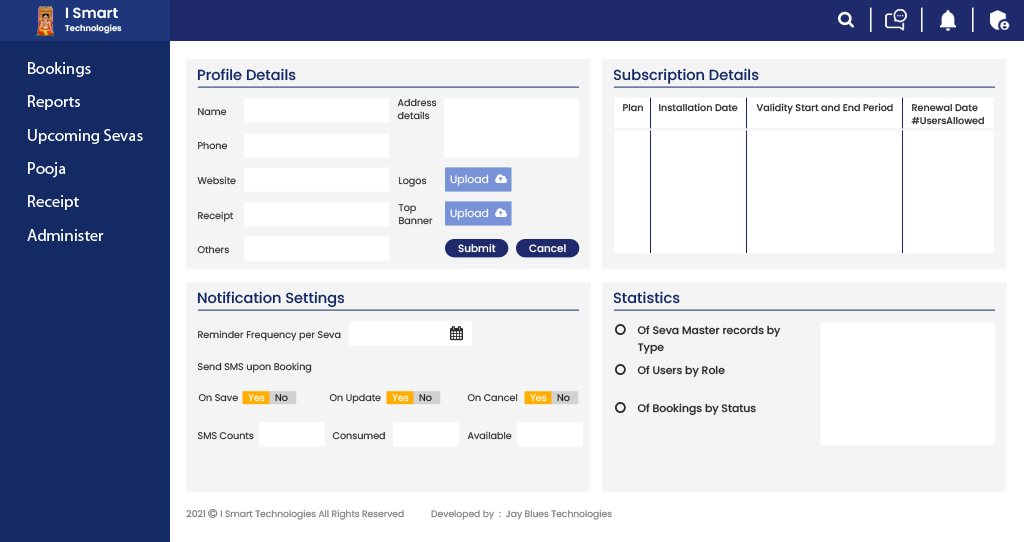 I Smart
Technologies
Bookings
Reports
Upcoming Sevas
Pooja
Receipt
Administer
Profile Details
Name
Address
details
Phone
Website
Logos
Upload
Receipt
Top
Banner
Upload
Others
Submit
Cancel
Subscription Details
Plan
Installation Date
Validity Start and End Period
Renewal Date
#UsersAllowed
Notification Settings
Reminder Frequency per Seva
Send SMS upon Booking
On Save Yes No
On Update Yes No
On Cancel Yes No
SMS Counts
Consumed
Available
Statistics
Of Seva Master records by
Type
Of Users by Role
Of Bookings by Status
2021 © I Smart Technologies All Rights Reserved
Developed by : Jay Blues Technologies